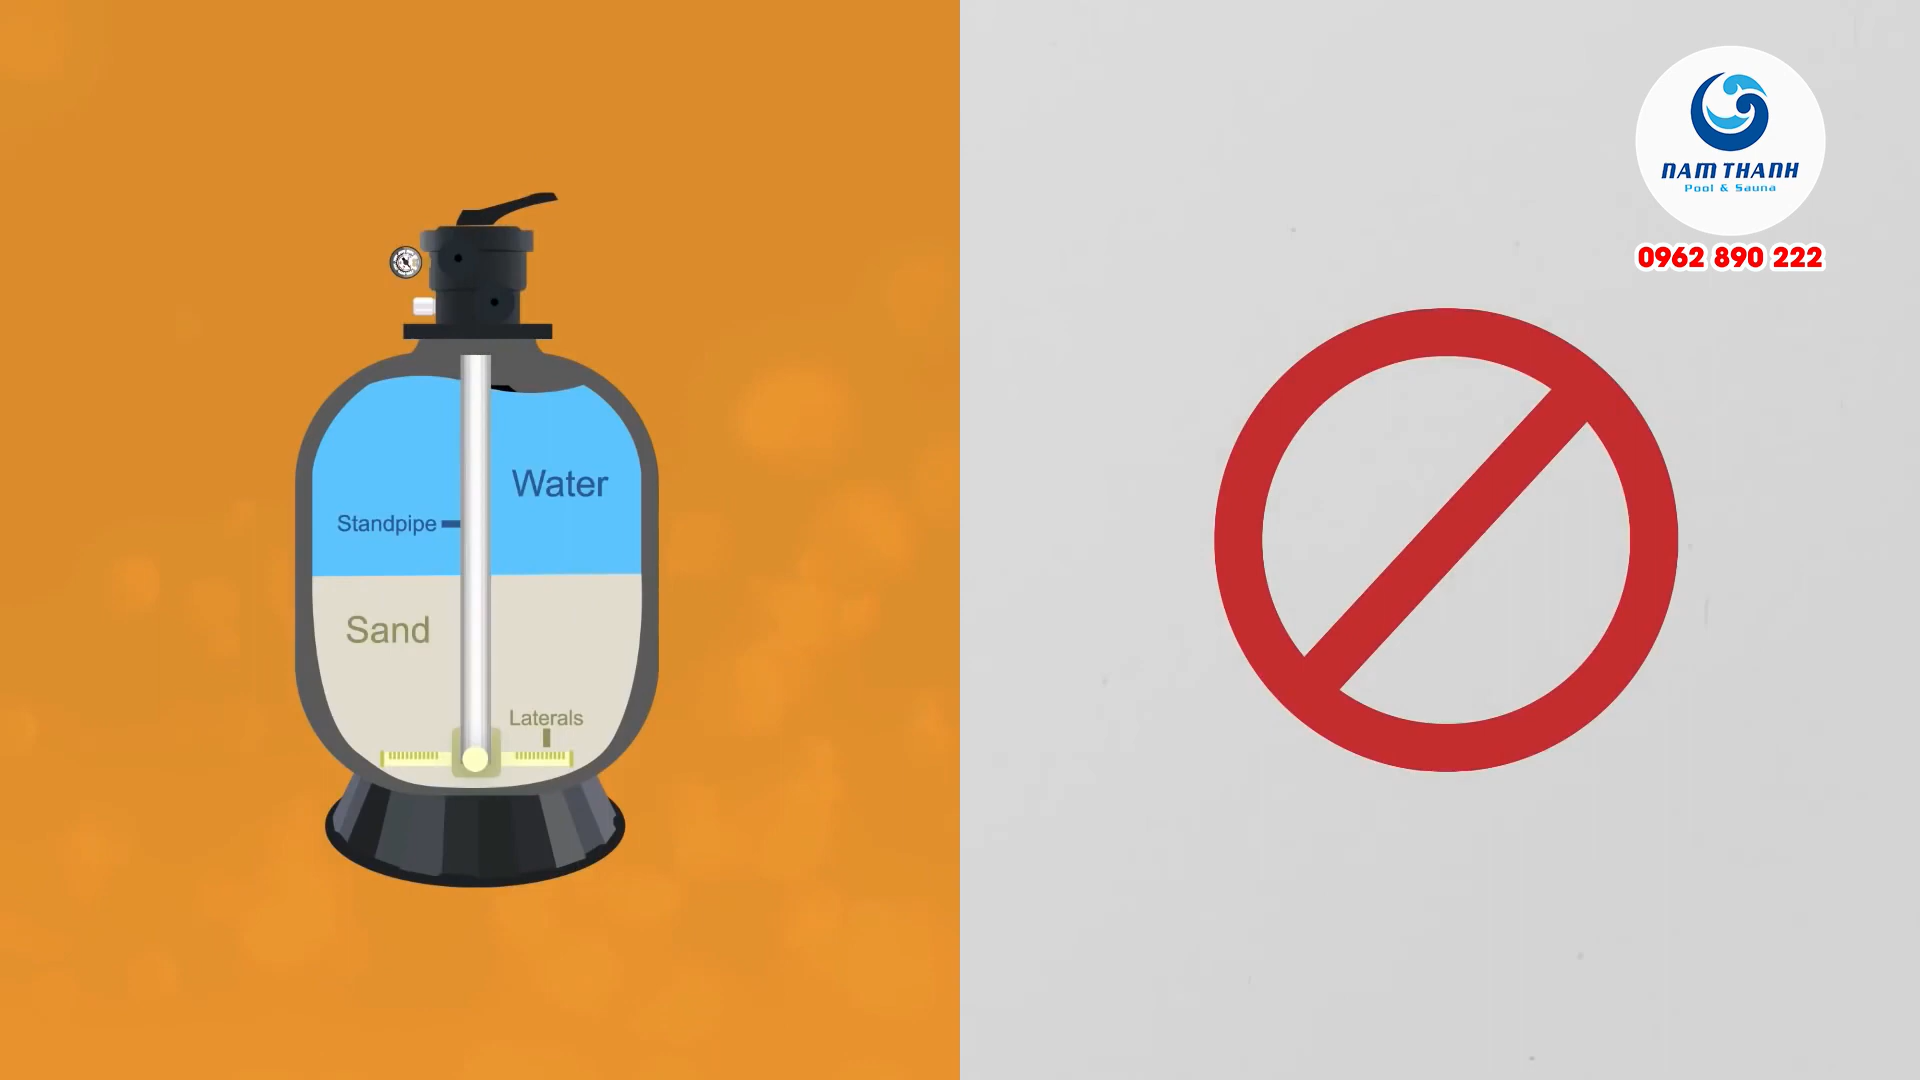 Water
Standpipe
Sand
Laterals
NAM THANH
Pool & Sauna
0962 890 222